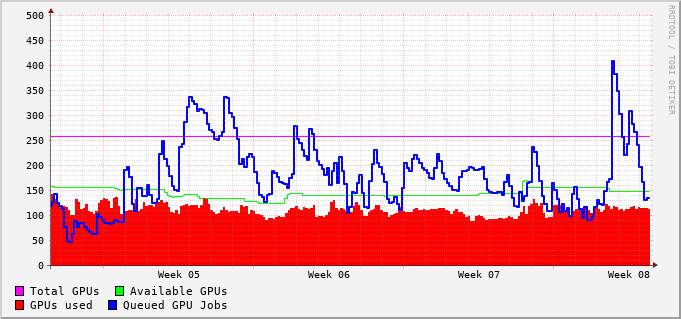 500
450
400
350
300
250
200
150
100
50
0
Week 05 Week 06 Week 07 Week 08
Total GPUs Available GPUs
GPUs used Queued GPU Jobs
RRDTOOL / TOBI OETIKER